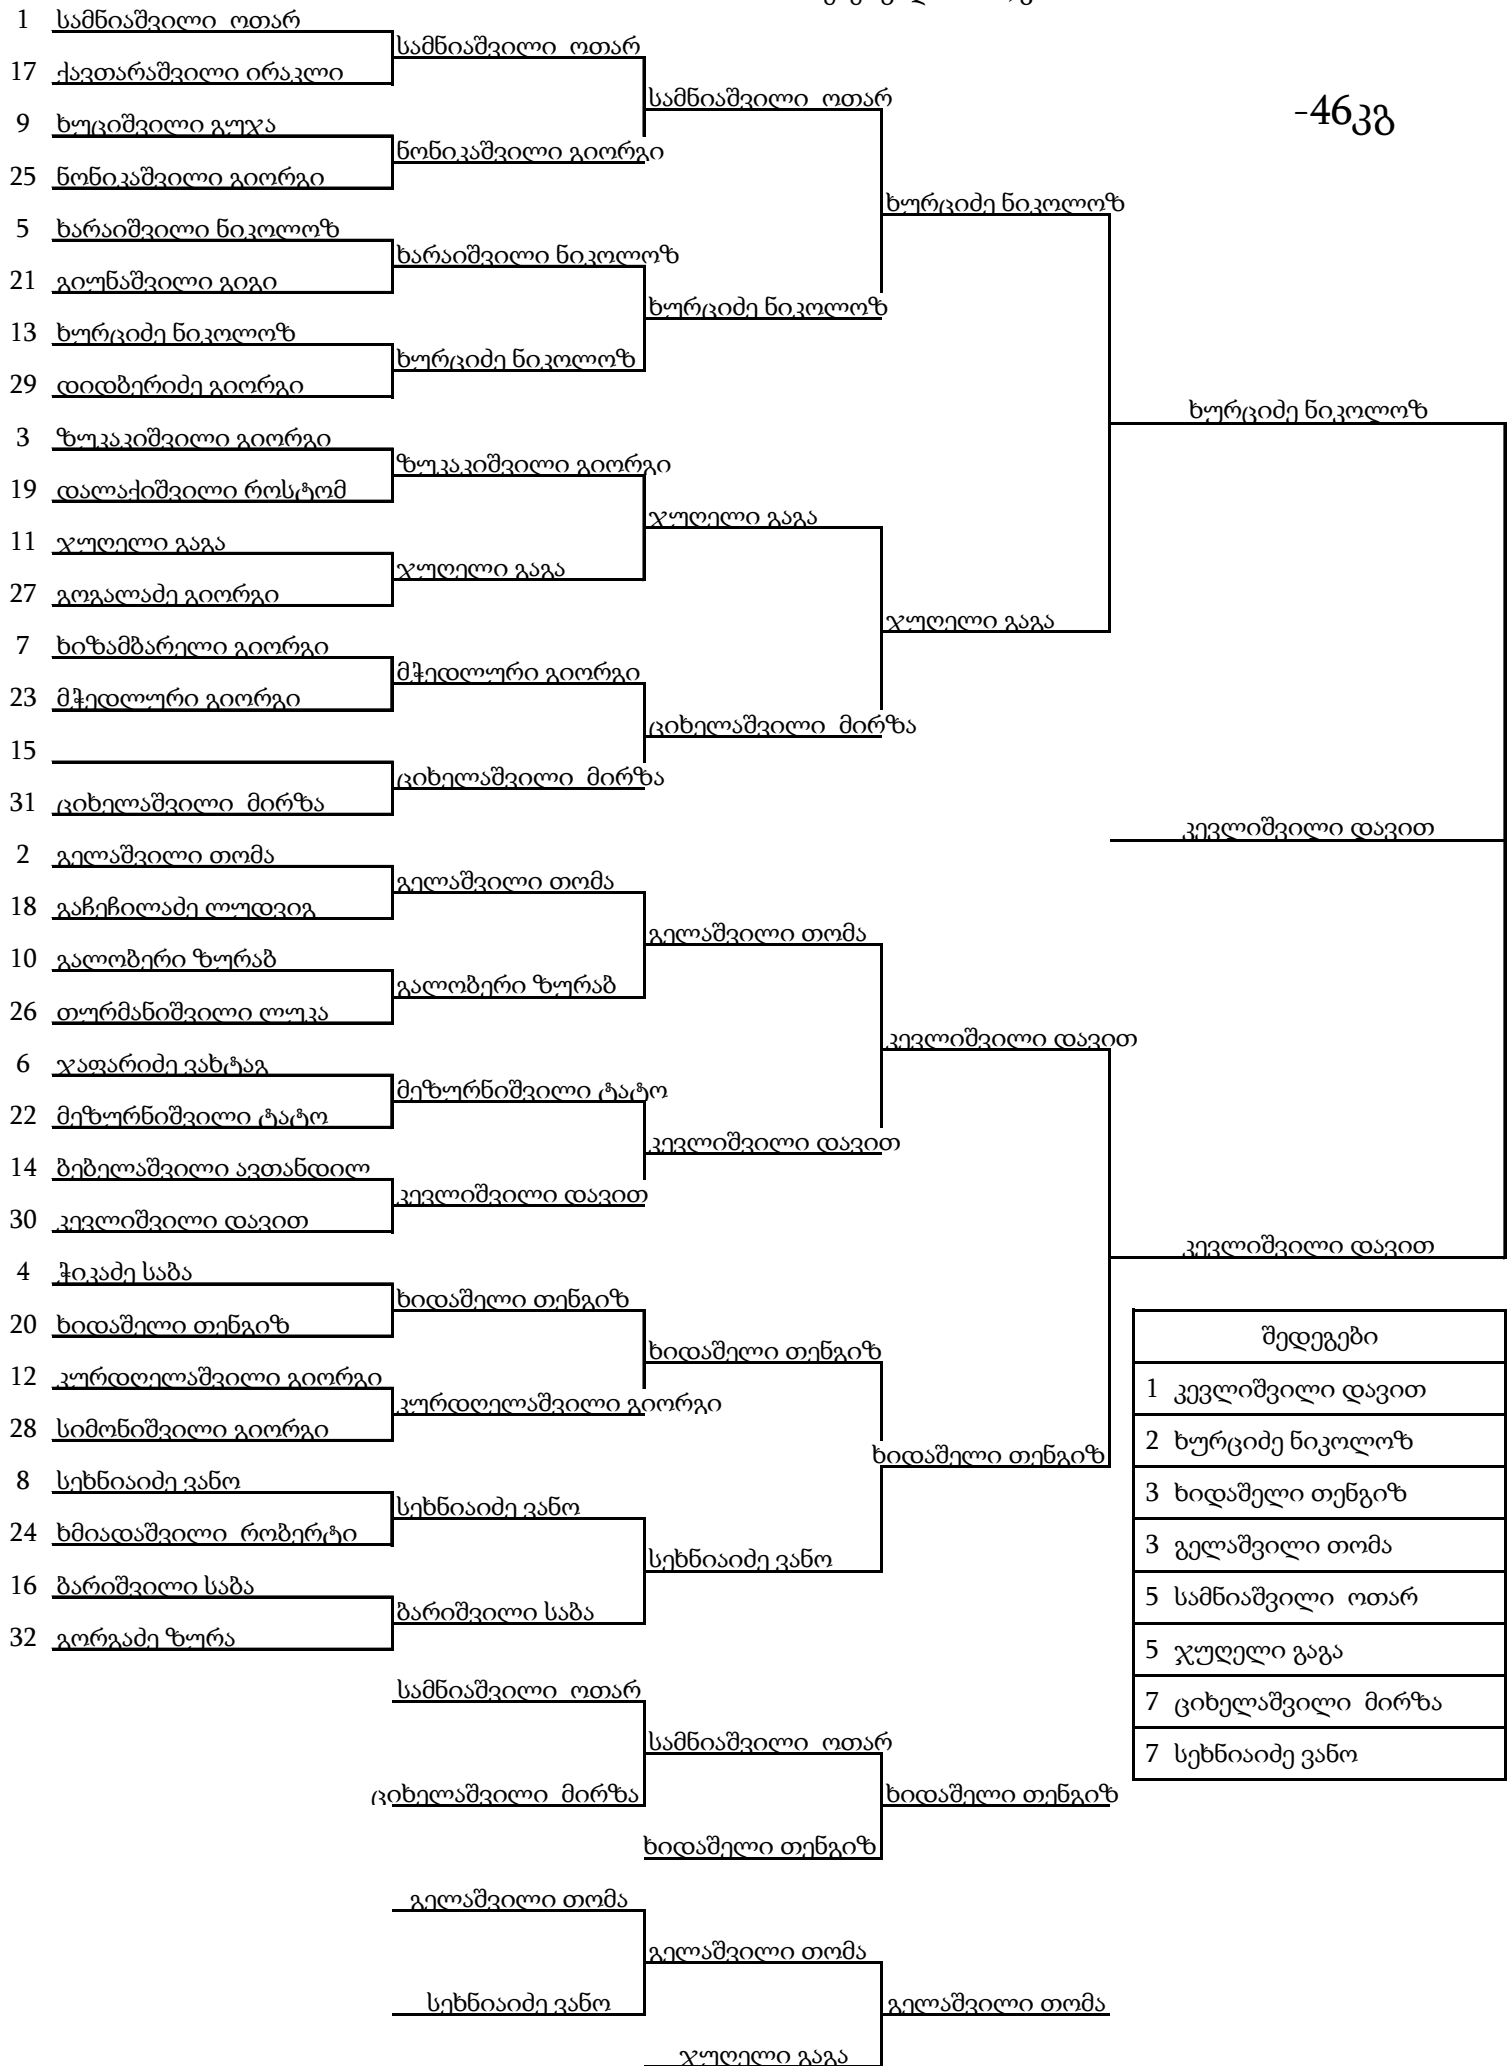 -46კგ
1 სამნიაშვილი ოთარ
17 ქავთარაშვილი ირაკლი
9 ხუციშვილი გუჯა
25 ნონიკაშვილი გიორგი
5 ხარაიშვილი ნიკოლოზ
21 გიუნაშვილი გიგი
13 ხურციძე ნიკოლოზ
29 დიდბერიძე გიორგი
3 ზუკაკიშვილი გიორგი
19 დალაქიშვილი როსტომ
11 ჯუღელი გაგა
27 გოგალაძე გიორგი
7 ხიზამბარელი გიორგი
23 მჭედლური გიორგი
15
31 ციხელაშვილი მირზა
2 გელაშვილი თომა
18 გაჩეჩილაძე ლუდვიგ
10 გალობერი ზურაბ
26 თურმანიშვილი ლუკა
6 ჯაფარიძე ვახტაგ
22 მეზურნიშვილი ტატო
14 ბებელაშვილი ავთანდილ
30 კევლიშვილი დავით
4 ჭიკაძე საბა
20 ხიდაშელი თენგიზ
12 კურდღელაშვილი გიორგი
28 სიმონიშვილი გიორგი
8 სეხნიაიძე ვანო
24 ხმიადაშვილი რობერტი
16 ბარიშვილი საბა
32 გორგაძე ზურა
სამნიაშვილი ოთარ
ნონიკაშვილი გიორგი
ხარაიშვილი ნიკოლოზ
ხურციძე ნიკოლოზ
ზუკაკიშვილი გიორგი
ჯუღელი გაგა
მჭედლური გიორგი
ციხელაშვილი მირზა
გელაშვილი თომა
გალობერი ზურაბ
მეზურნიშვილი ტატო
კევლიშვილი დავით
ხიდაშელი თენგიზ
კურდღელაშვილი გიორგი
სეხნიაიძე ვანო
ბარიშვილი საბა
სამნიაშვილი ოთარ
ხურციძე ნიკოლოზ
ჯუღელი გაგა
ციხელაშვილი მირზა
გელაშვილი თომა
კევლიშვილი დავით
ხიდაშელი თენგიზ
სეხნიაიძე ვანო
ხურციძე ნიკოლოზ
ჯუღელი გაგა
კევლიშვილი დავით
ხიდაშელი თენგიზ
ხურციძე ნიკოლოზ
კევლიშვილი დავით
კევლიშვილი დავით
შედეგები
1 კევლიშვილი დავით
2 ხურციძე ნიკოლოზ
3 ხიდაშელი თენგიზ
3 გელაშვილი თომა
5 სამნიაშვილი ოთარ
5 ჯუღელი გაგა
7 ციხელაშვილი მირზა
7 სეხნიაიძე ვანო
სამნიაშვილი ოთარ
ციხელაშვილი მირზა
სამნიაშვილი ოთარ
ხიდაშელი თენგიზ
ხიდაშელი თენგიზ
გელაშვილი თომა
სეხნიაიძე ვანო
გელაშვილი თომა
ჯუღელი გაგა
გელაშვილი თომა